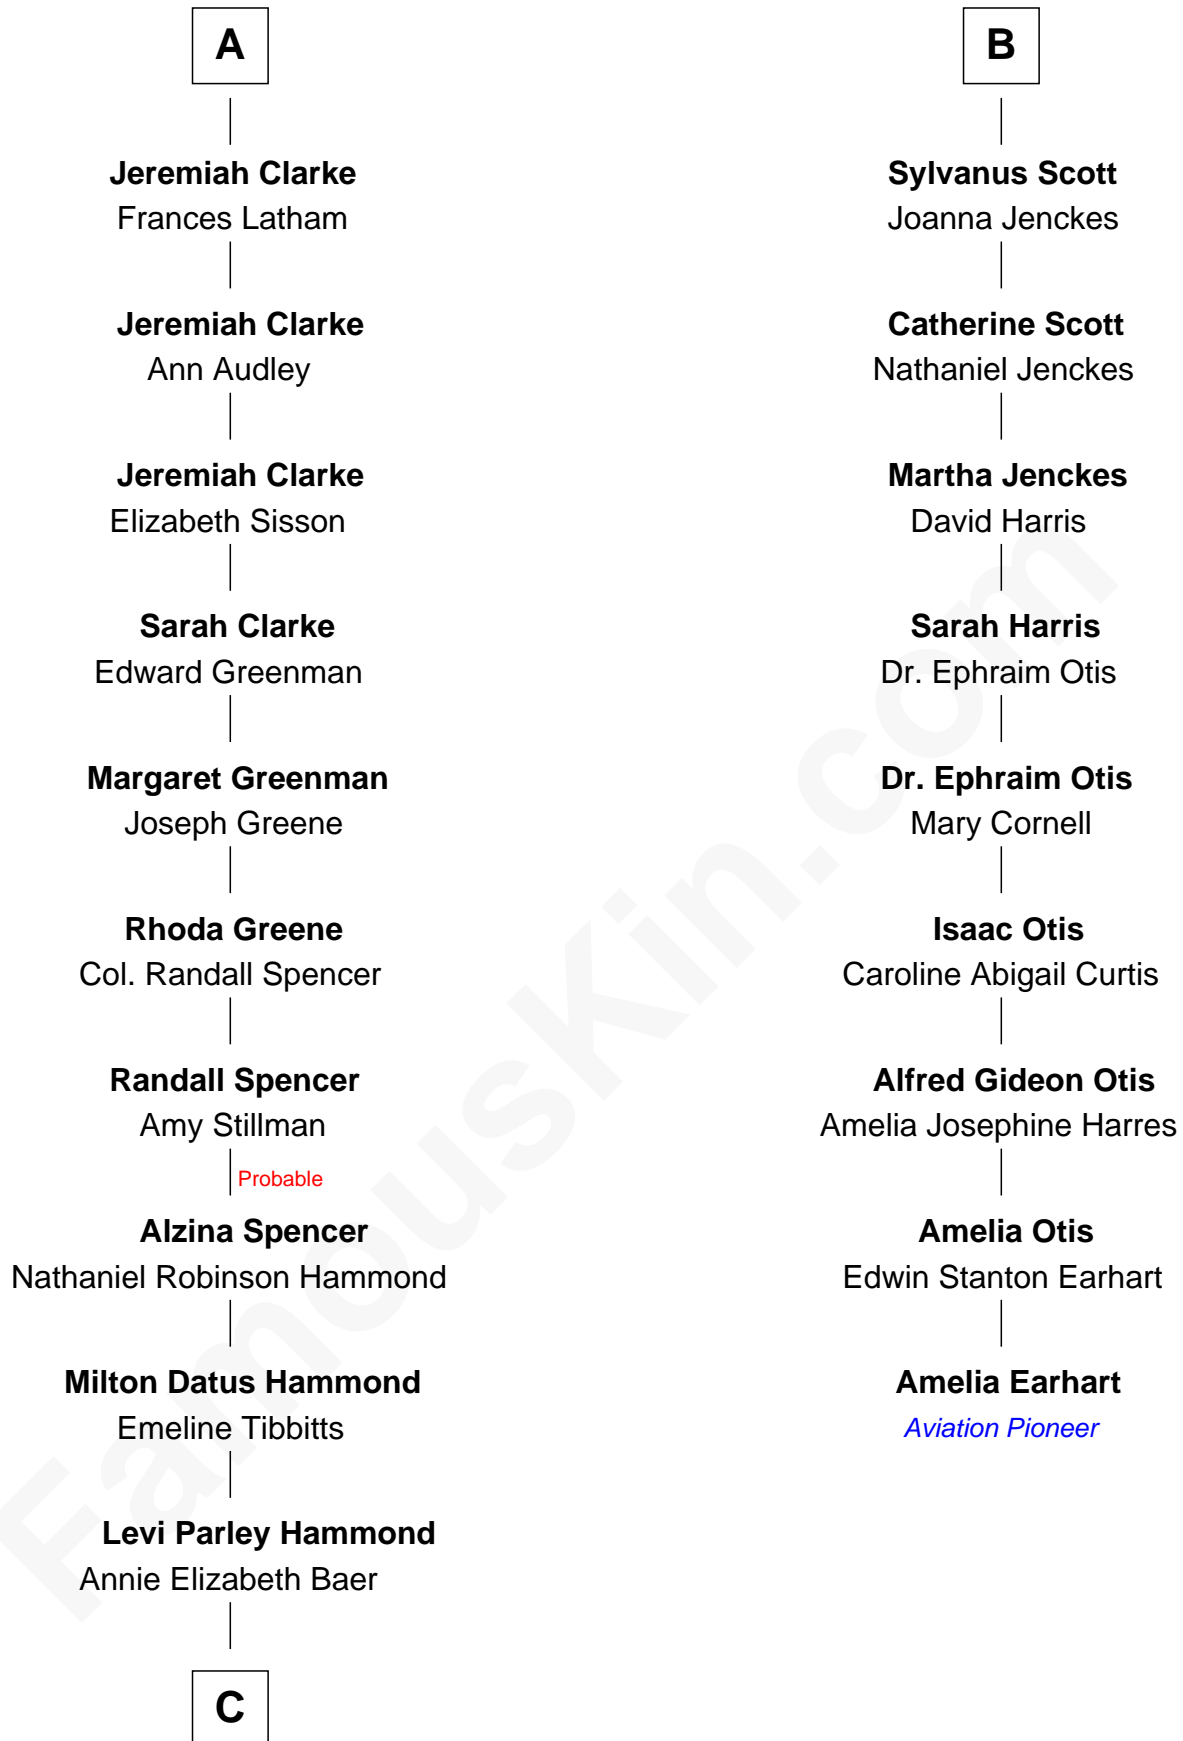 A
Jeremiah Clarke
Frances Latham
Jeremiah Clarke
Ann Audley
Jeremiah Clarke
Elizabeth Sisson
Sarah Clarke
Edward Greenman
Margaret Greenman
Joseph Greene
Rhoda Greene
Col. Randall Spencer
Randall Spencer
Amy Stillman
Probable
Alzina Spencer
Nathaniel Robinson Hammond
Milton Datus Hammond
Emeline Tibbitts
Levi Parley Hammond
Annie Elizabeth Baer
C
B
Sylvanus Scott
Joanna Jenckes
Catherine Scott
Nathaniel Jenckes
Martha Jenckes
David Harris
Sarah Harris
Dr. Ephraim Otis
Dr. Ephraim Otis
Mary Cornell
Isaac Otis
Caroline Abigail Curtis
Alfred Gideon Otis
Amelia Josephine Harres
Amelia Otis
Edwin Stanton Earhart
Amelia Earhart
Aviation Pioneer
FamousKin.com